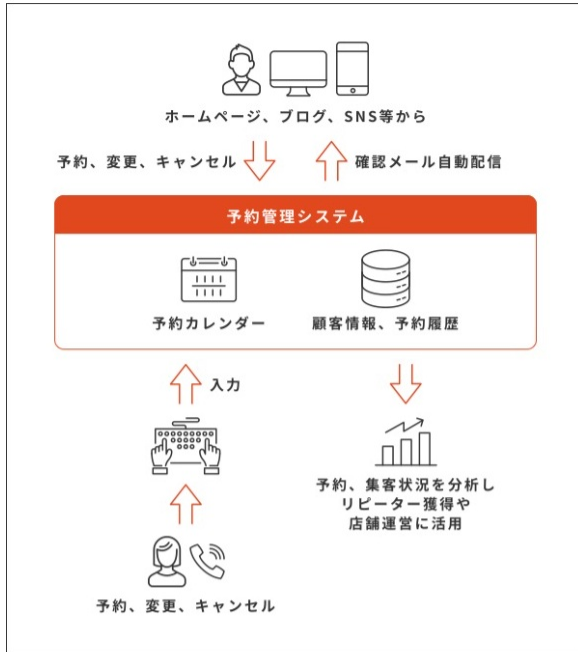 ホームページ、ブログ、SNS等から
予約、変更、キャンセル
確認メール自動配信
予約管理システム
予約カレンダー
顧客情報、予約履歴
入力
予約、集客状況を分析し
リピーター獲得や
店舗運営に活用
予約、変更、キャンセル